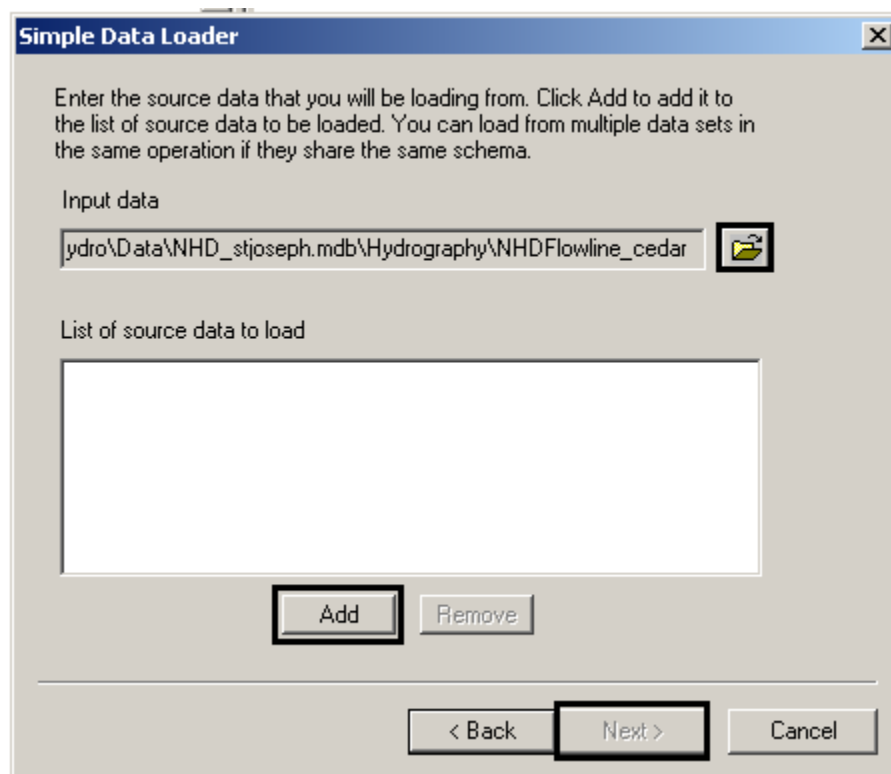 Simple Data Loader
Enter the source data that you will be loading from. Click Add to add it to
the list of source data to be loaded. You can load from multiple data sets in
the same operation if they share the same schema.
Input data
ydro\Data\NHD_stjoseph.mdb\Hydrography\NHDFlowline_cedar
List of source data to load
Add Remove
< Back Next > Cancel